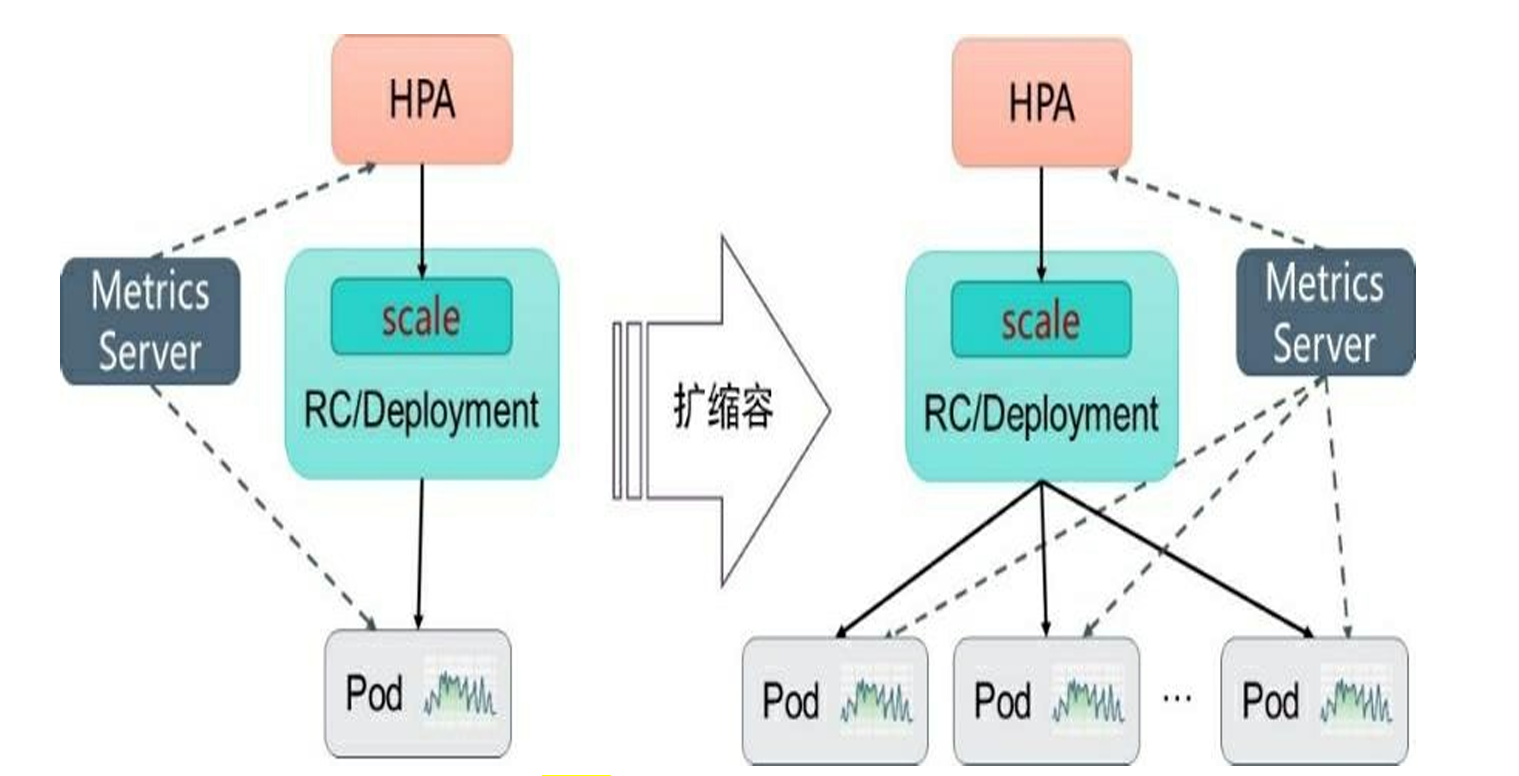 HPA
Metrics
Server
scale
RC/Deployment
Pod
扩缩容
HPA
scale
RC/Deployment
Metrics
Server
Pod
Pod
...
Pod